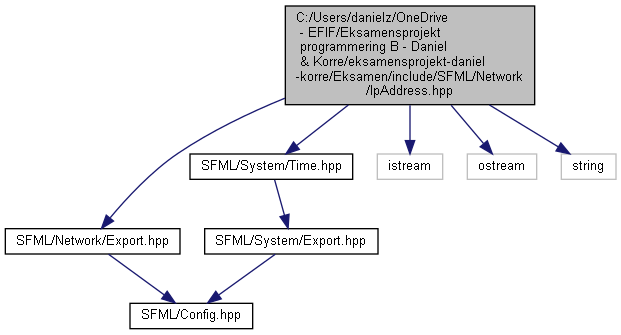 C:/Users/danielz/OneDrive
- EFIF/Eksamensprojekt
programmering B - Daniel
& Korre/eksamensprojekt-daniel
-korre/Eksamen/include/SFML/Network
/IpAddress.hpp
SFML/System/Time.hpp
istream
ostream
string
SFML/Network/Export.hpp
SFML/System/Export.hpp
SFML/Config.hpp